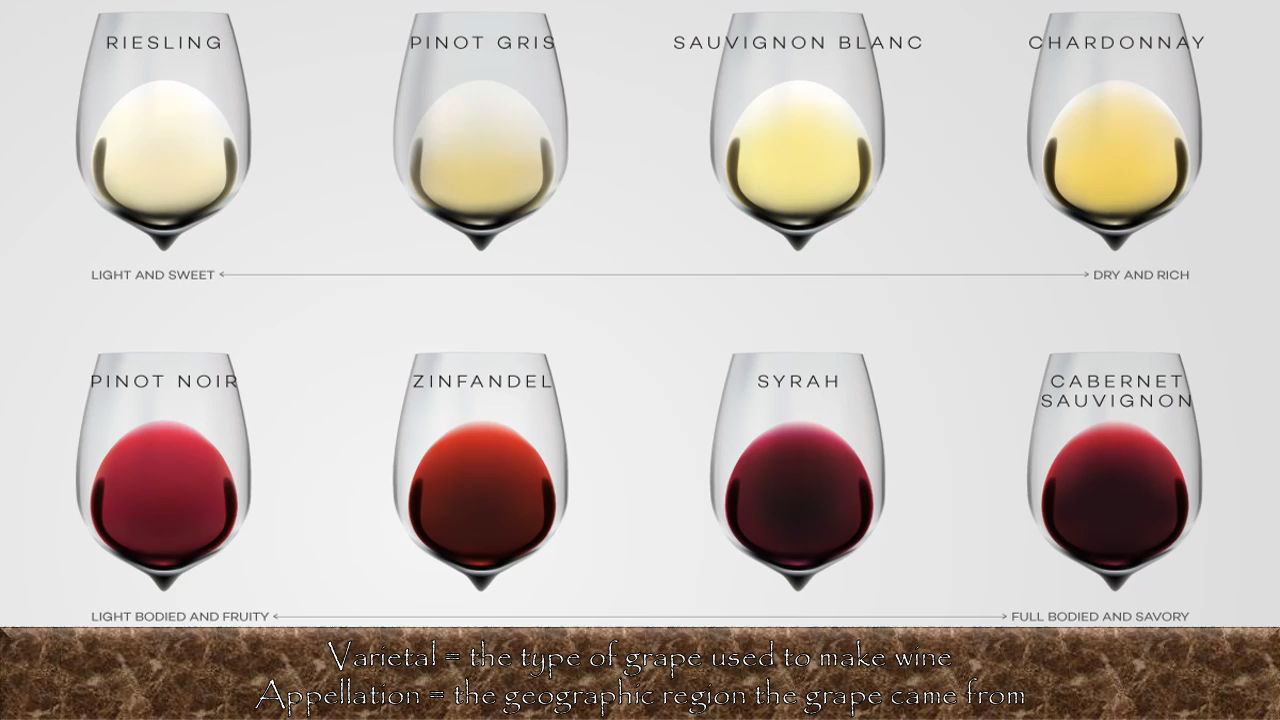 RIESLING
PINOT GRIS
SAUVIGNON BLANC
CHARDONNAY
LIGHT AND SWEET
DRY AND RICH
PINOT NOIR
ZINFANDEL
SYRAH
CABERNET
SAUVIGNON
LIGHT BODIED AND FRUITY
FULL BODIED AND SAVORY
Varietal = the type of grape used to make wine
Appellation = the geographic region the grape came from